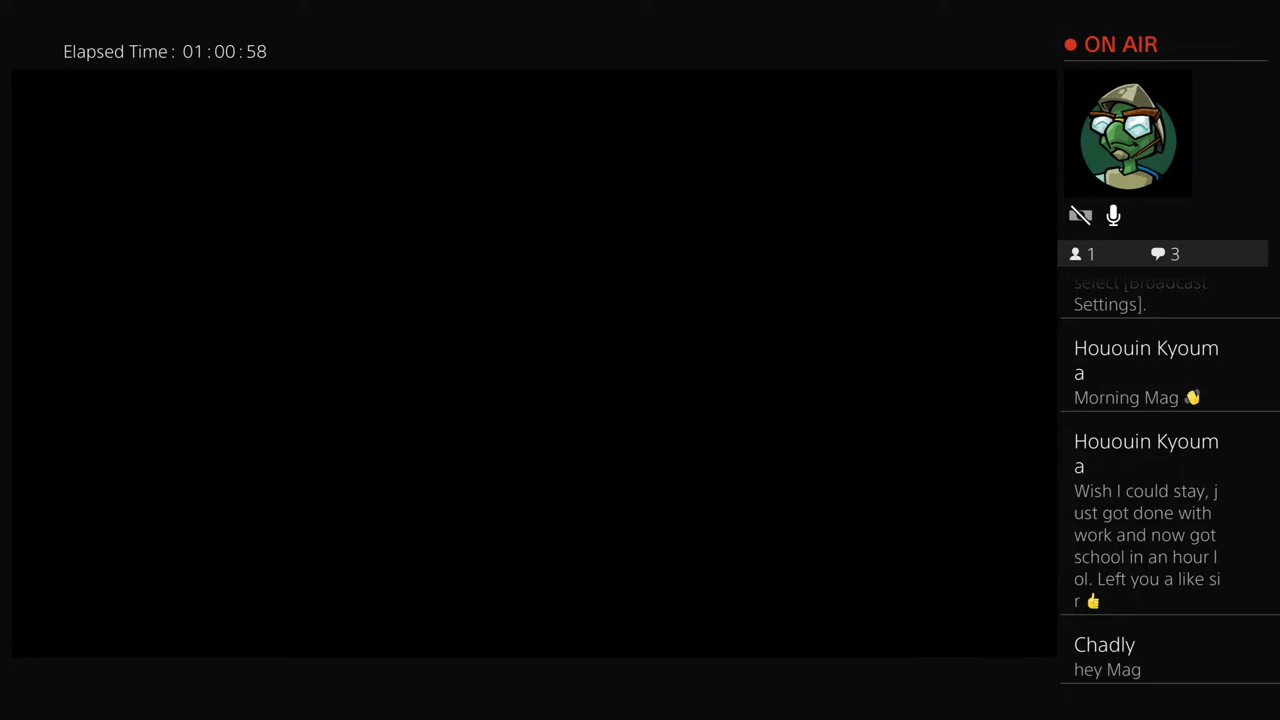 Elapsed Time: 01:00:58
ON AIR
1 3
select [Broadcast
Settings].
Hououin Kyoum
a
Morning Mag 👋
Hououin Kyoum
a
Wish I could stay, j
ust got done with
work and now got
school in an hour l
ol. Left you a like si
r 👍
Chadly
hey Mag